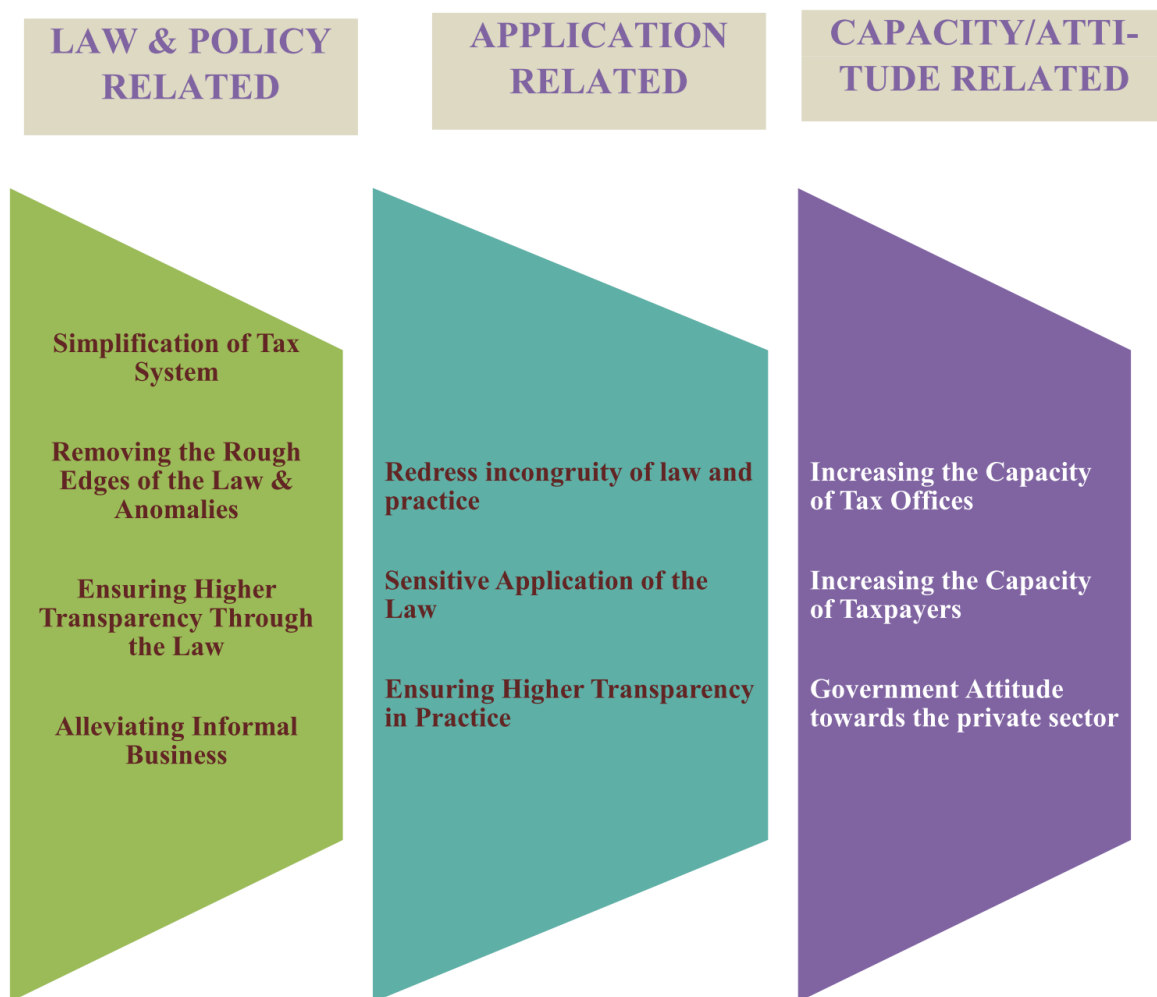 LAW & POLICY
RELATED
APPLICATION
RELATED
CAPACITY/ATTI-
TUDE RELATED
Simplification of Tax
System
Removing the Rough
Edges of the Law &
Anomalies
Ensuring Higher
Transparency Through
the Law
Alleviating Informal
Business
Redress incongruity of law and
practice
Sensitive Application of the
Law
Ensuring Higher Transparency
in Practice
Increasing the Capacity
of Tax Offices
Increasing the Capacity
of Taxpayers
Government Attitude
towards the private sector